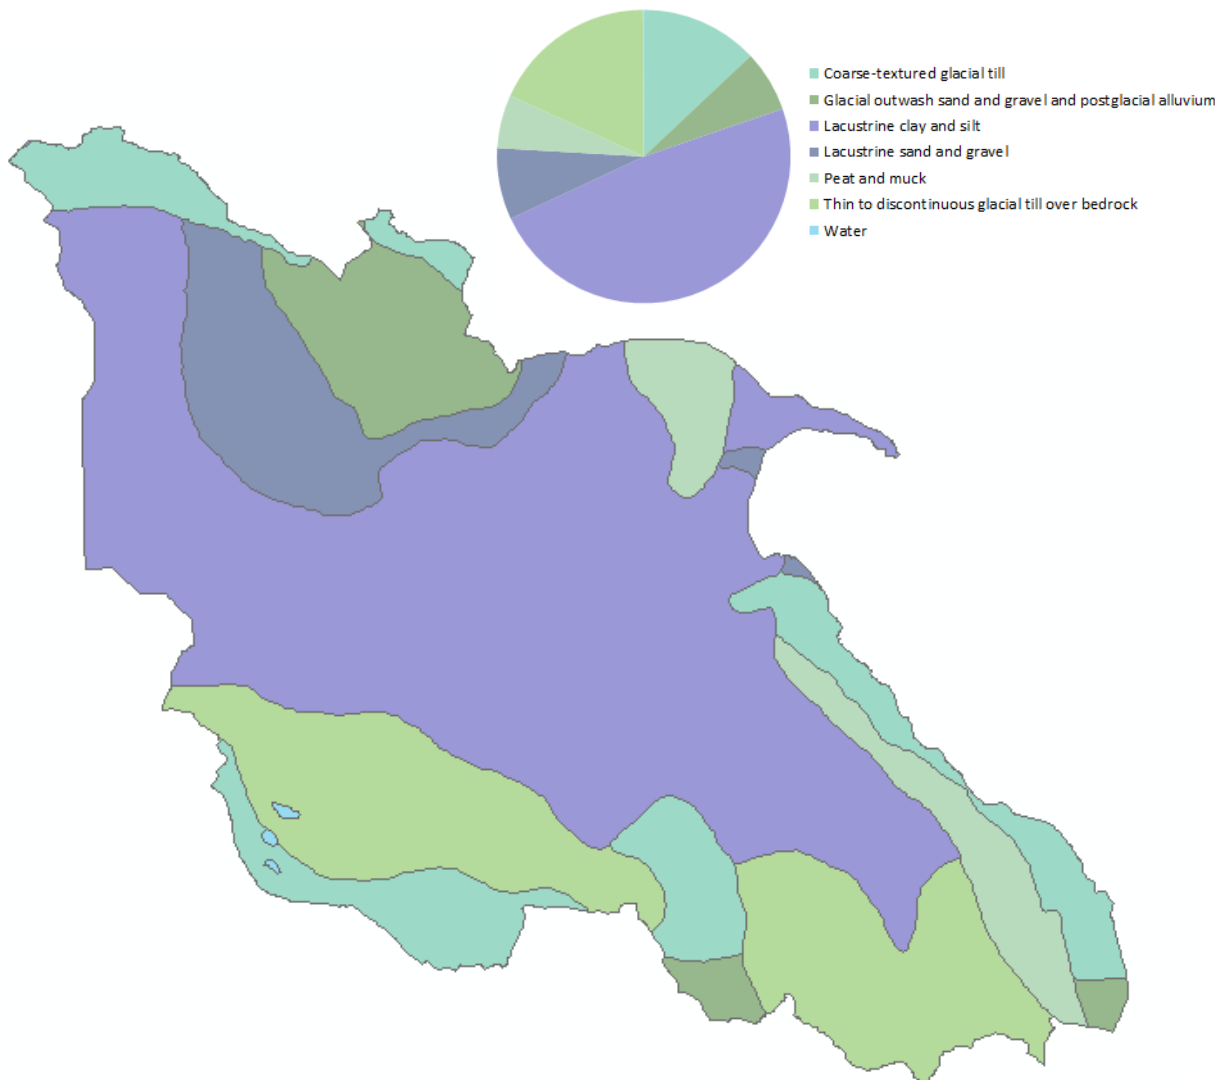 Coarse-textured glacial till
Glacial outwash sand and gravel and postglacial alluvium
Lacustrine clay and silt
Lacustrine sand and gravel
Peat and muck
Thin to discontinuous glacial till over bedrock
Water